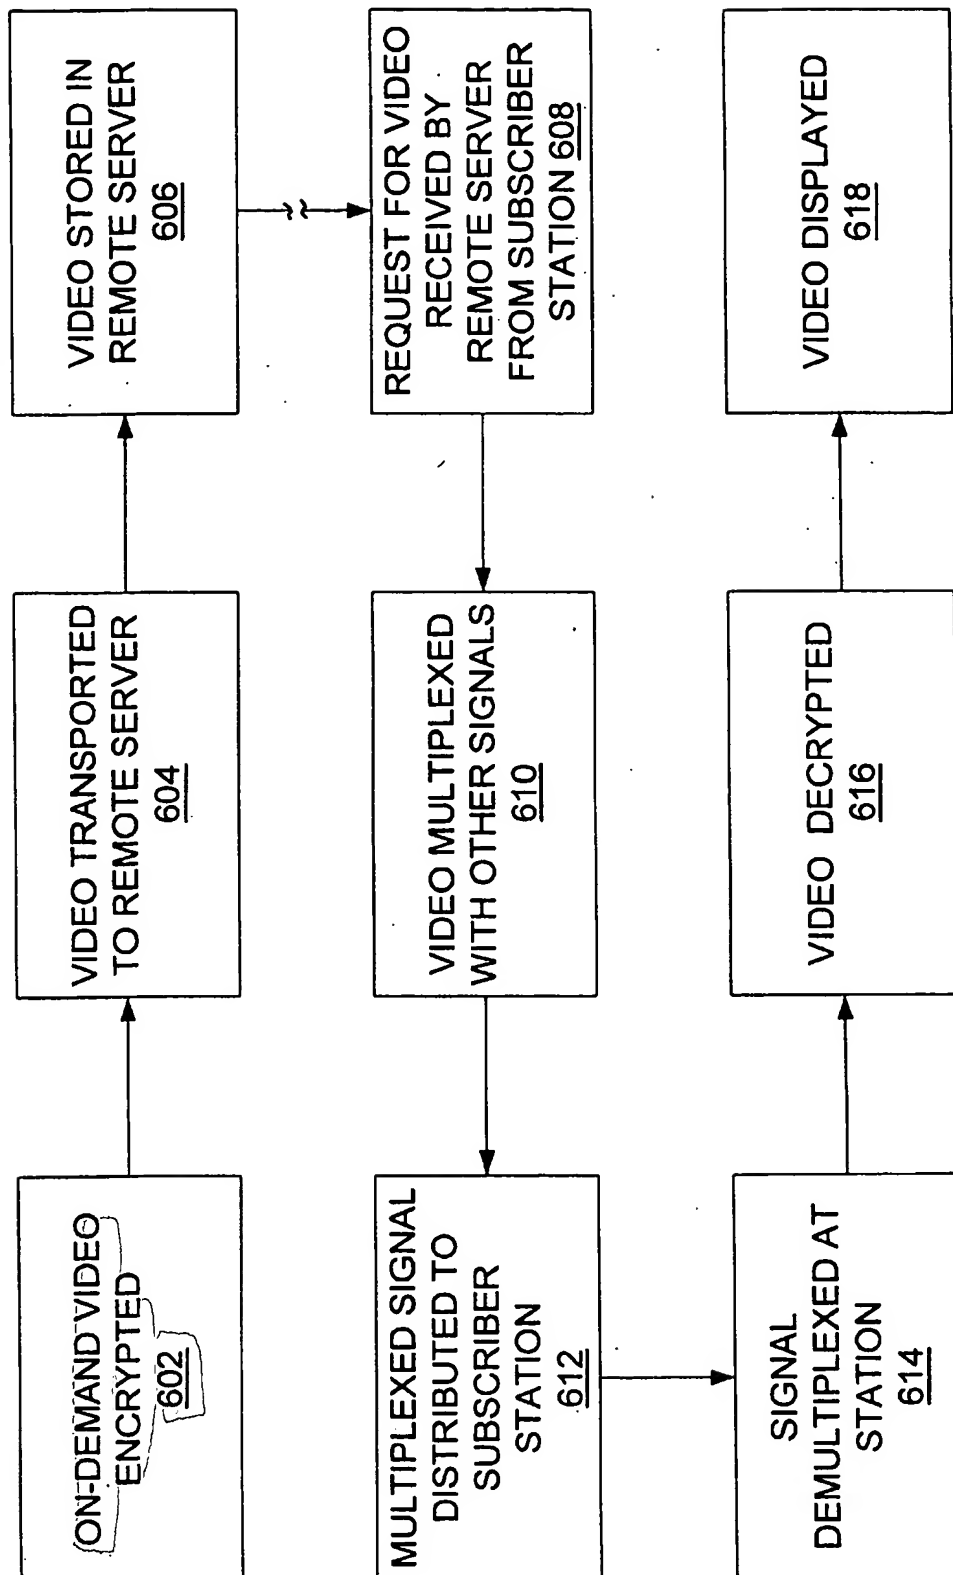 ON-DEMAND VIDEO
ENCRYPTED
602
VIDEO TRANSPORTED
TO REMOTE SERVER
604
VIDEO STORED IN
REMOTE SERVER
606
REQUEST FOR VIDEO
RECEIVED BY
REMOTE SERVER
FROM SUBSCRIBER
STATION 608
VIDEO MULTIPLEXED
WITH OTHER SIGNALS
610
MULTIPLEXED SIGNAL
DISTRIBUTED TO
SUBSCRIBER
STATION
612
SIGNAL
DEMULTIPLEXED AT
STATION
614
VIDEO DECRYPTED
616
VIDEO DISPLAYED
618